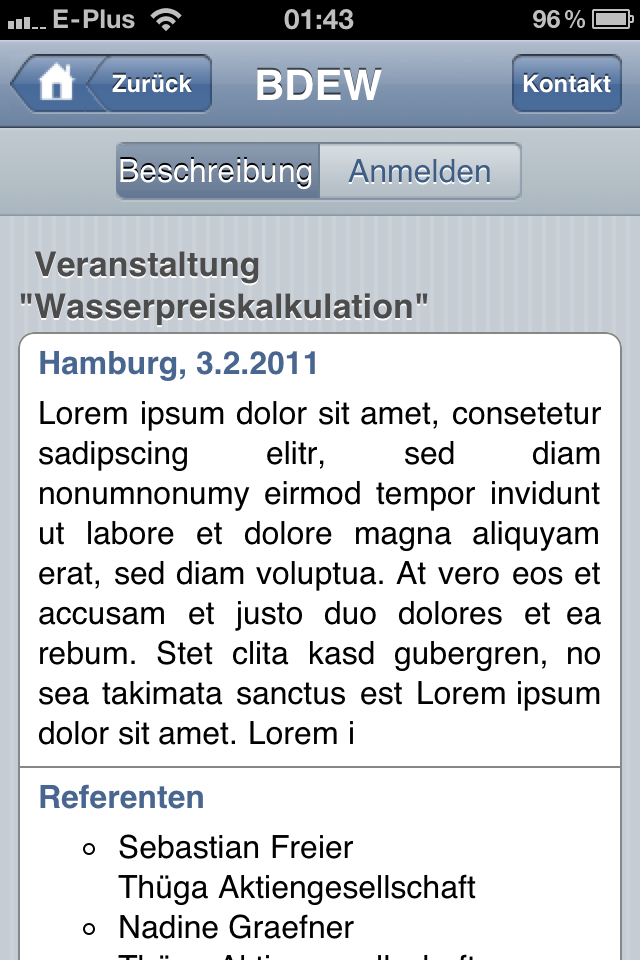 E-Plus 01:43 96 %
Zurück BDEW Kontakt
Beschreibung Anmelden
Veranstaltung
"Wasserpreiskalkulation"
Hamburg, 3.2.2011
Lorem ipsum dolor sit amet, consetetur
sadipscing elitr, sed diam
nonumnonumy eirmod tempor invidunt
ut labore et dolore magna aliquyam
erat, sed diam voluptua. At vero eos et
accusam et justo duo dolores et ea
rebum. Stet clita kasd gubergren, no
sea takimata sanctus est Lorem ipsum
dolor sit amet. Lorem i
Referenten
Sebastian Freier
Thüga Aktiengesellschaft
Nadine Graefner